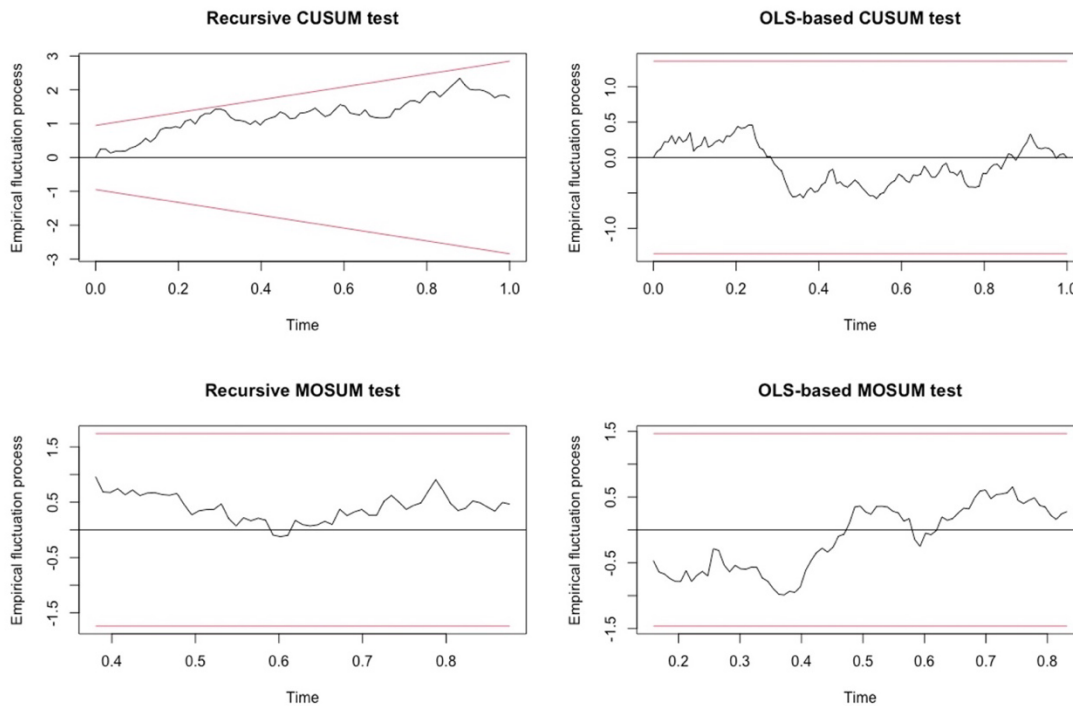 Recursive CUSUM test
Empirical fluctuation process
3
2
1
0
-1
-2
-3
0.0 0.2 0.4 0.6 0.8 1.0
Time
OLS-based CUSUM test
Empirical fluctuation process
1.0
0.5
0.0
-1.0
0.0 0.2 0.4 0.6 0.8
Time
Recursive MOSUM test
Empirical fluctuation process
1.5
0.5
-0.5
-1.5
0.4 0.5 0.6 0.7 0.8
Time
OLS-based MOSUM test
Empirical fluctuation process
1.5
0.5
-0.5
-1.5
0.2 0.3 0.4 0.5 0.6 0.7 0.8
Time